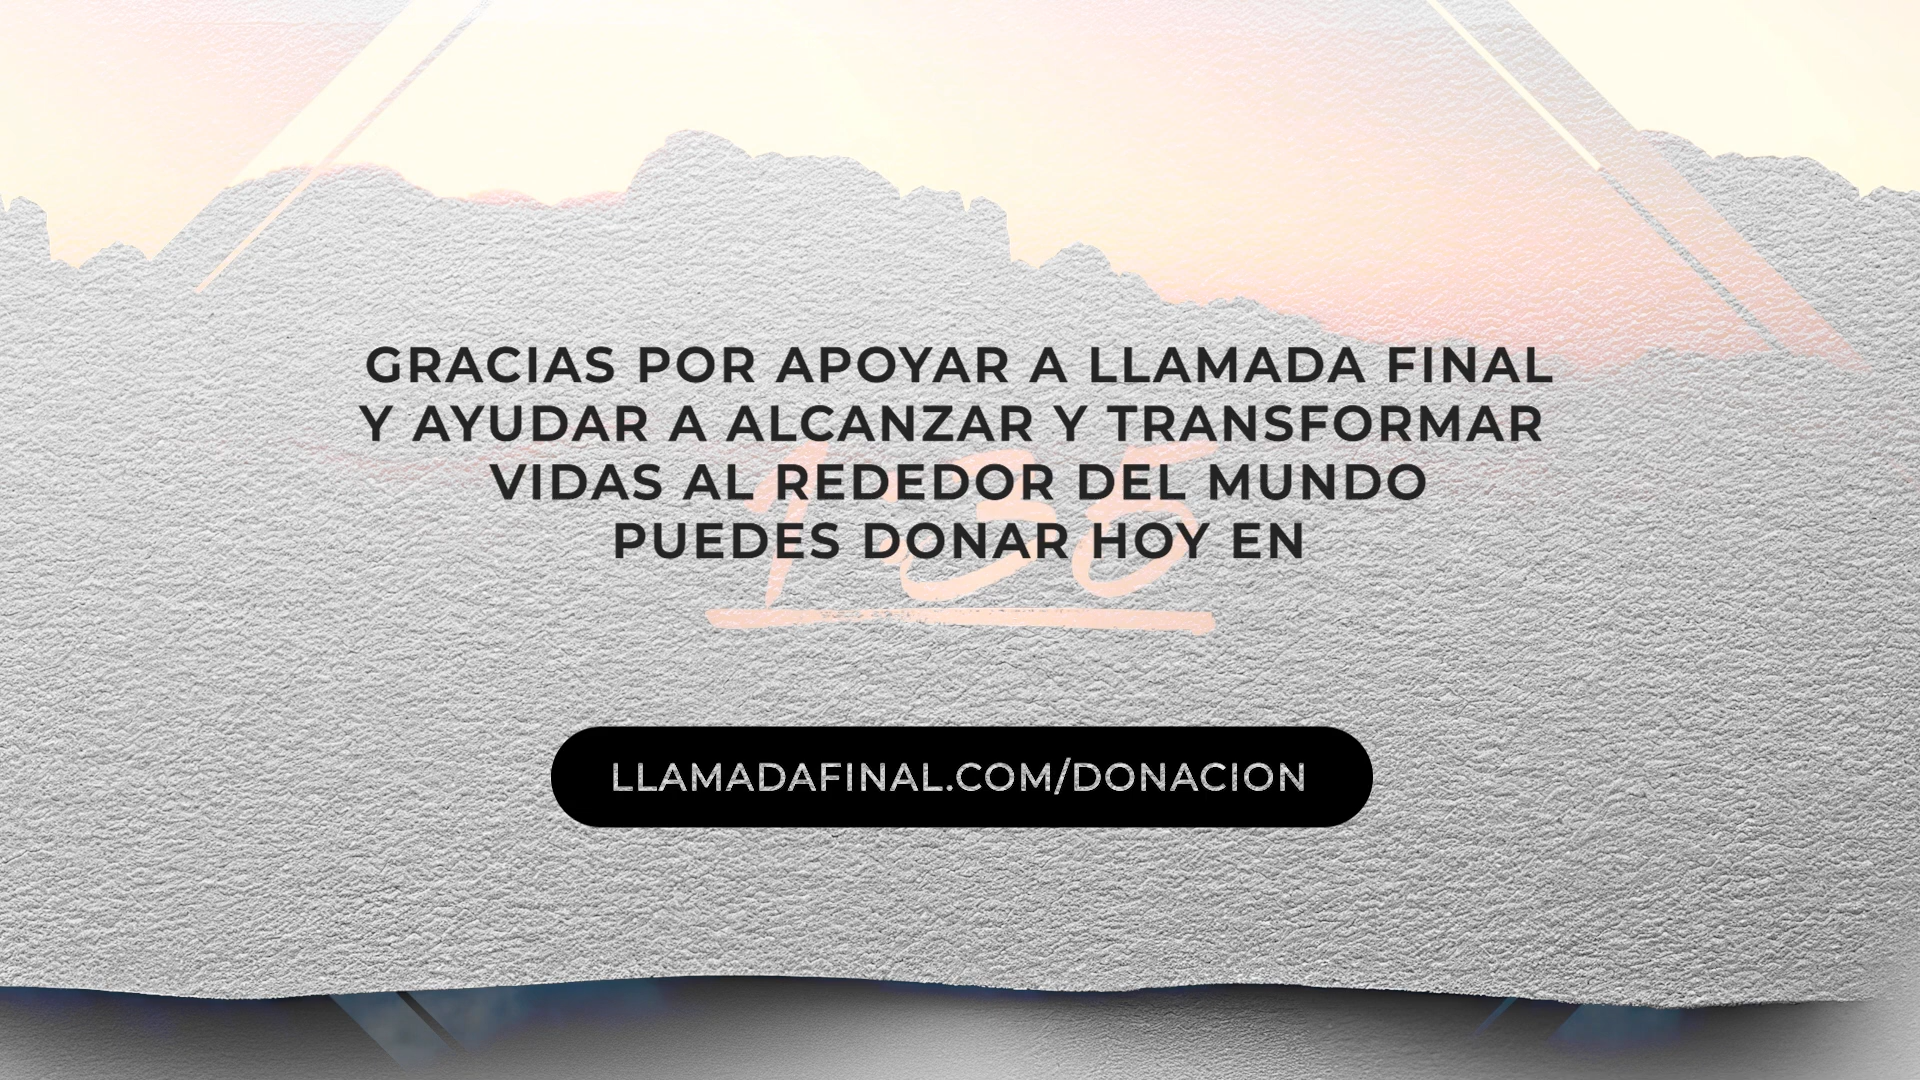 GRACIAS POR APOYAR A LLAMADA FINAL
Y AYUDAR A ALCANZAR Y TRANSFORMAR
VIDAS AL REDEDOR DEL MUNDO
PUEDES DONAR HOY EN
LLAMADAFINAL.COM/DONACION